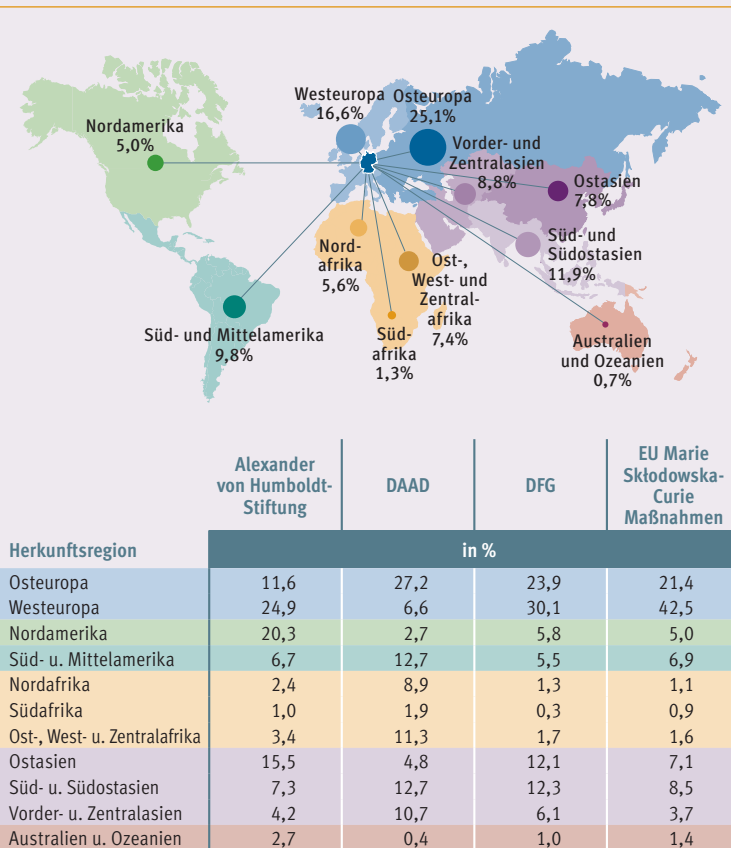 Westeuropa
16,6%
Osteuropa
25,1%
Nordamerika
5,0%
Vorder- und
Zentralasien
8,8%
Ostasien
7,8%
Süd- und
Südostasien
11,9%
Nord-
afrika
5,6%
Ost-,
West- und
Zentral-
afrika
7,4%
Süd- und Mittelamerika
9,8%
Süd-
afrika
1,3%
Australien
und Ozeanien
0,7%
Alexander
von Humboldt-
Stiftung
DAAD
DFG
EU Marie
Skłodowska-
Curie
Maßnahmen
Herkunftsregion in %
Osteuropa 11,6 27,2 23,9 21,4
Westeuropa 24,9 6,6 30,1 42,5
Nordamerika 20,3 2,7 5,8 5,0
Süd- u. Mittelamerika 6,7 12,7 5,5 6,9
Nordafrika 2,4 8,9 1,3 1,1
Südafrika 1,0 1,9 0,3 0,9
Ost-, West- u. Zentralafrika 3,4 11,3 1,7 1,6
Ostasien 15,5 4,8 12,1 7,1
Süd- u. Südostasien 7,3 12,7 12,3 8,5
Vorder- u. Zentralasien 4,2 10,7 6,1 3,7
Australien u. Ozeanien 2,7 0,4 1,0 1,4